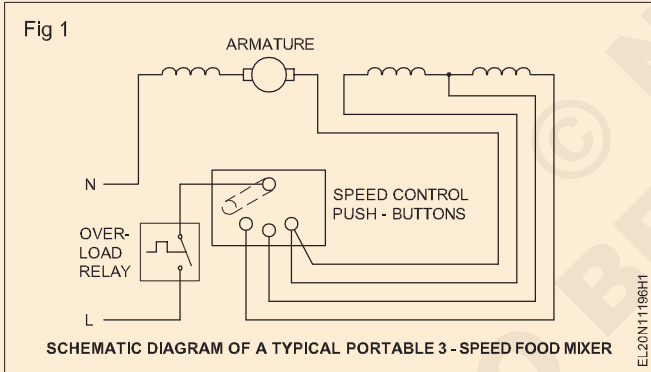 Fig 1
ARMATURE
N
SPEED CONTROL
PUSH - BUTTONS
OVER-
LOAD
RELAY
L
SCHEMATIC DIAGRAM OF A TYPICAL PORTABLE 3 - SPEED FOOD MIXER
EL20N11196H1